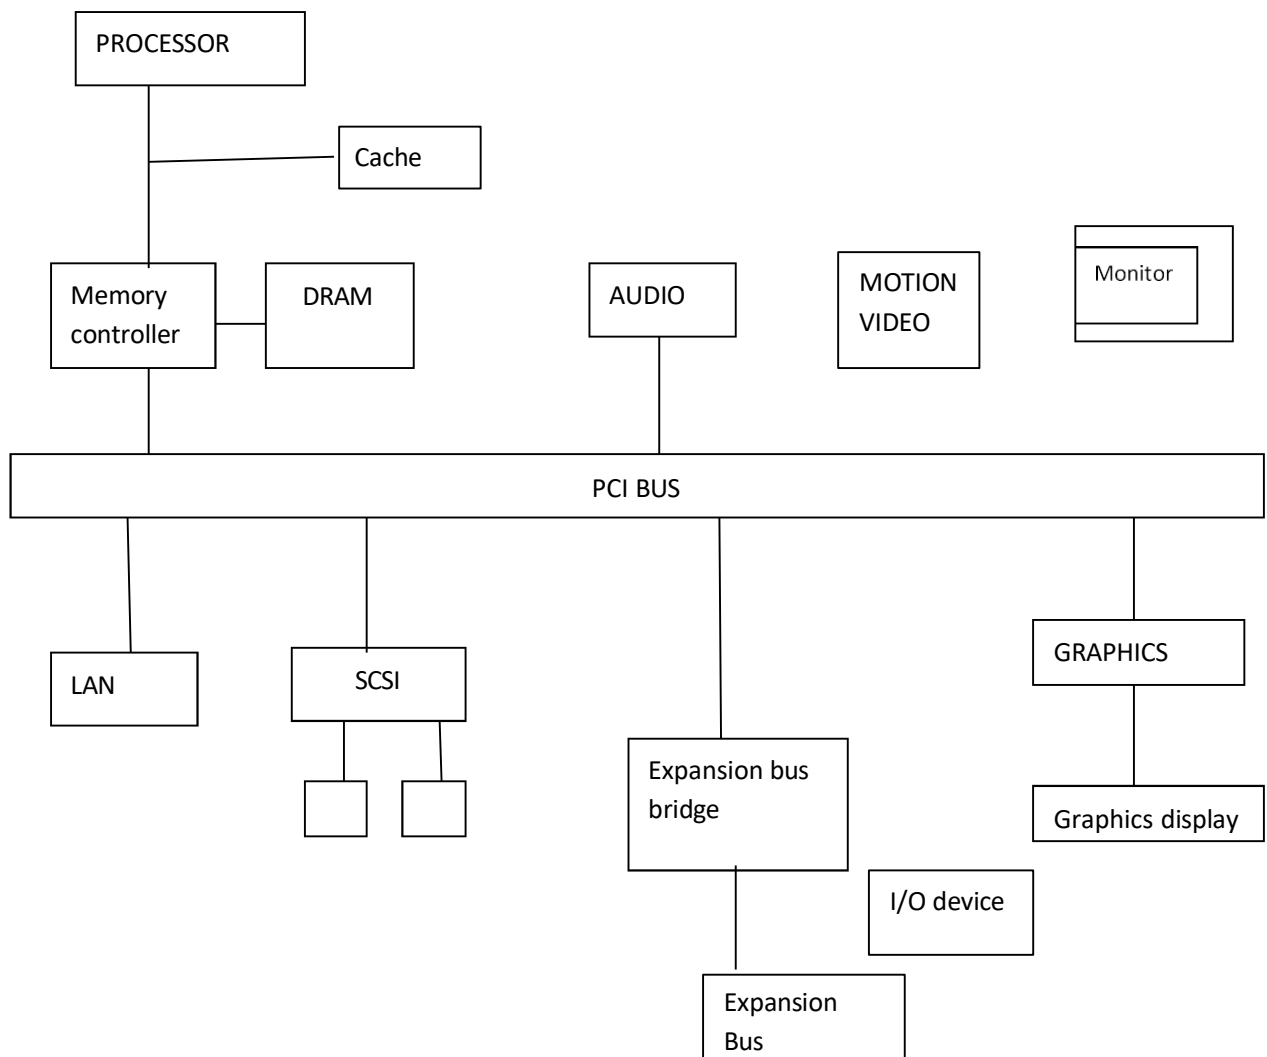 PROCESSOR
Cache
Memory
controller
DRAM
AUDIO
MOTION
VIDEO
Monitor
PCI BUS
LAN
SCSI
GRAPHICS
Expansion bus
bridge
Graphics display
I/O device
Expansion
Bus